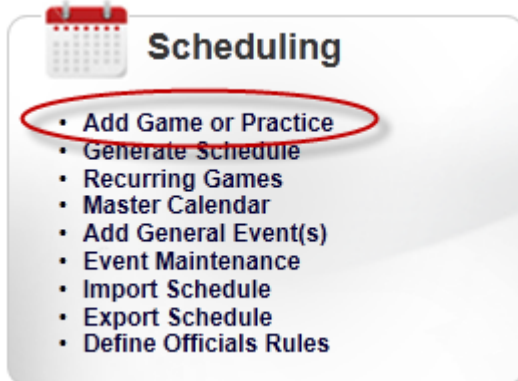 Scheduling
• Add Game or Practice
• Generate Schedule
• Recurring Games
• Master Calendar
• Add General Event(s)
• Event Maintenance
• Import Schedule
• Export Schedule
• Define Officials Rules